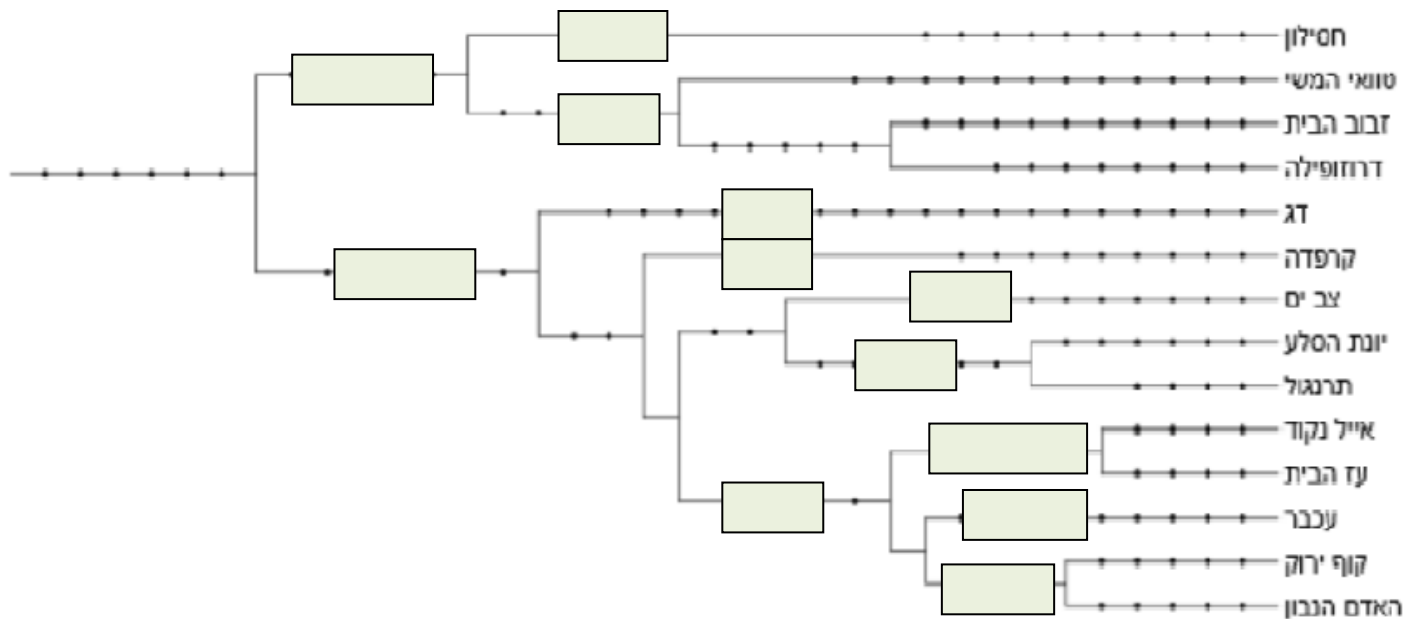 חסילון
טוואי המשי
זבוב הבית
דרוזופילה
דג
קרפדה
צב ים
יונת הסלע
תרנגול
אייל נקוד
עז הבית
עכבר
קוף ירוק
האדם הנבון